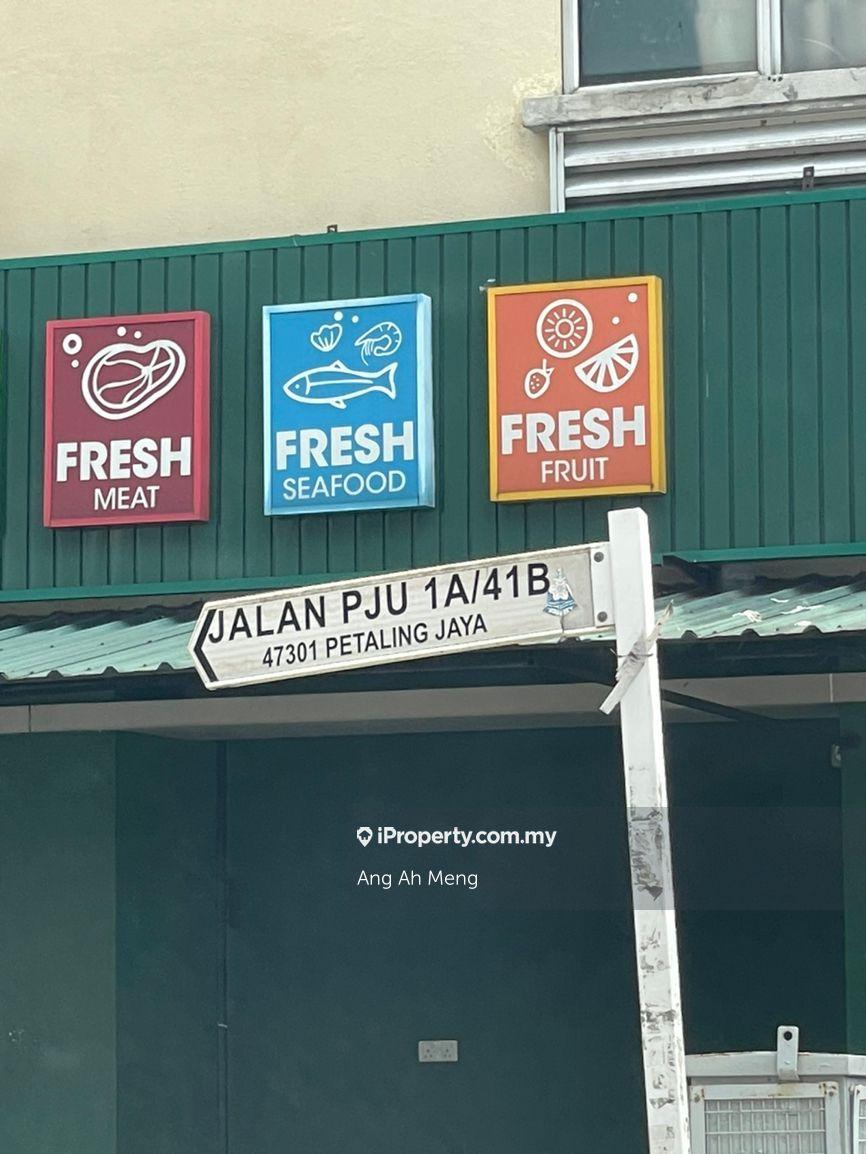 FRESH
MEAT
FRESH
SEAFOOD
FRESH
FRUIT
JALAN PJU 1A/41B
47301 PETALING JAYA
iProperty.com.my
Ang Ah Meng